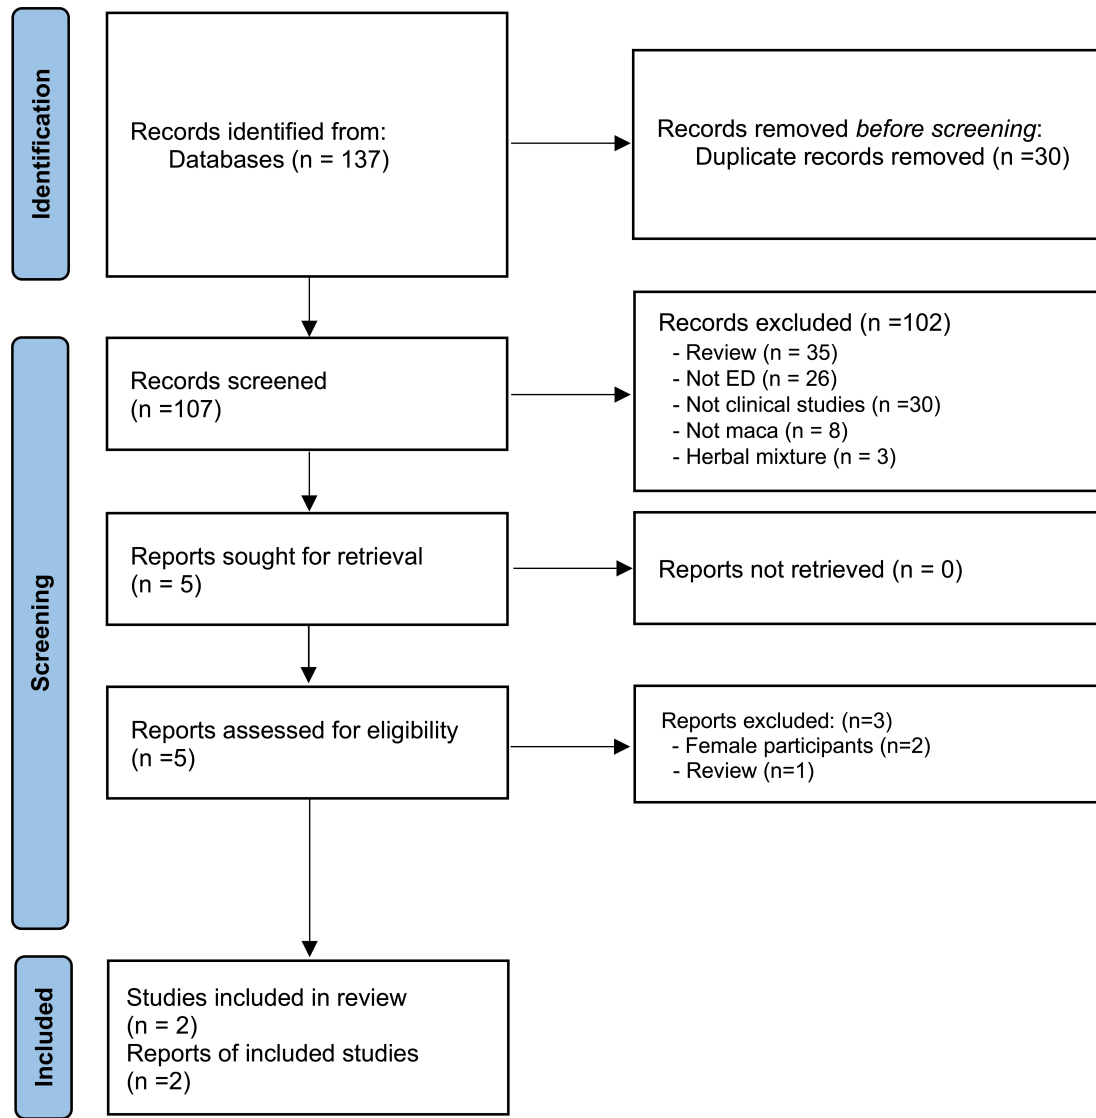 Identification
Records identified from:
Databases (n = 137)
Records removed before screening:
Duplicate records removed (n =30)
Screening
Records screened
(n =107)
Records excluded (n =102)
- Review (n = 35)
- Not ED (n = 26)
- Not clinical studies (n =30)
- Not maca (n = 8)
- Herbal mixture (n = 3)
Reports sought for retrieval
(n = 5)
Reports not retrieved (n = 0)
Reports assessed for eligibility
(n =5)
Reports excluded: (n=3)
- Female participants (n=2)
- Review (n=1)
Included
Studies included in review
(n = 2)
Reports of included studies
(n =2)